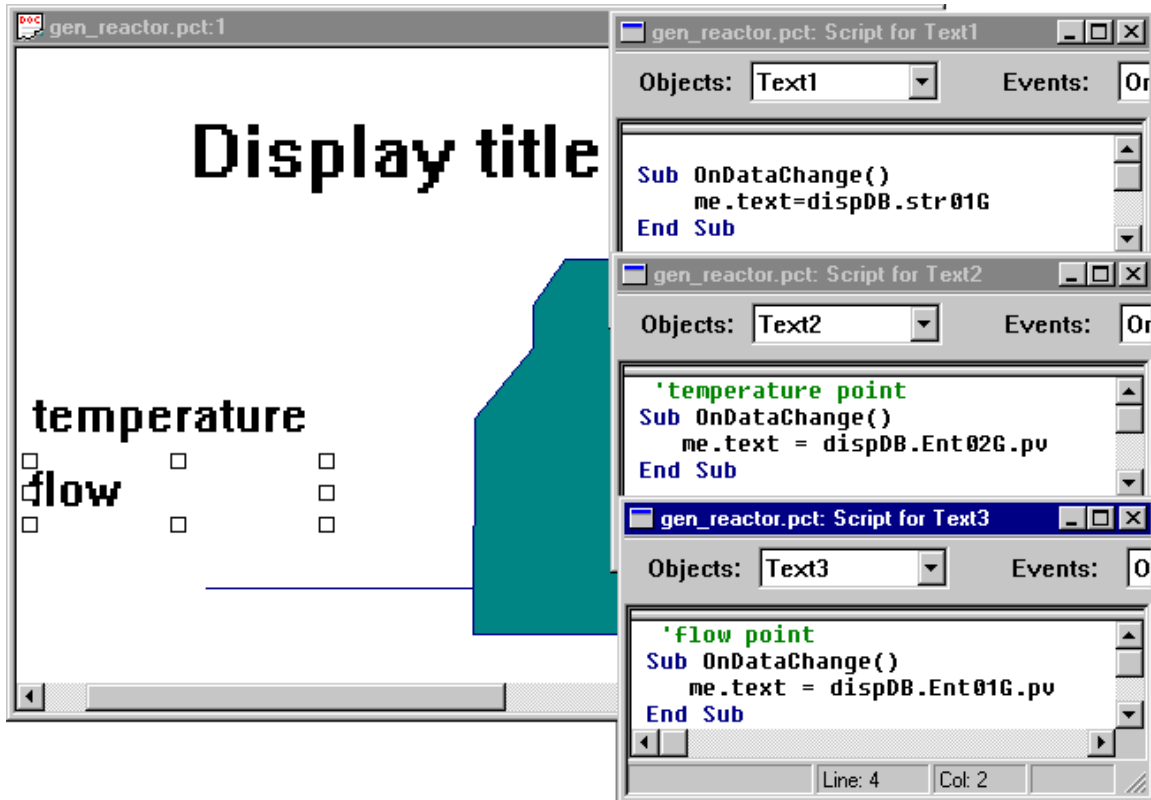 DOC
gen_reactor.pct:1
Display title
temperature
flow
gen_reactor.pct: Script for Text1
Objects: Text1 Events: Or
Sub OnDataChange()
me.text=dispDB.str01G
End Sub
gen_reactor.pct: Script for Text2
Objects: Text2 Events: Or
'temperature point
Sub OnDataChange()
me.text = dispDB.Ent02G.pv
End Sub
gen_reactor.pct: Script for Text3
Objects: Text3 Events: O
'flow point
Sub OnDataChange()
me.text = dispDB.Ent01G.pv
End Sub
Line: 4 Col: 2